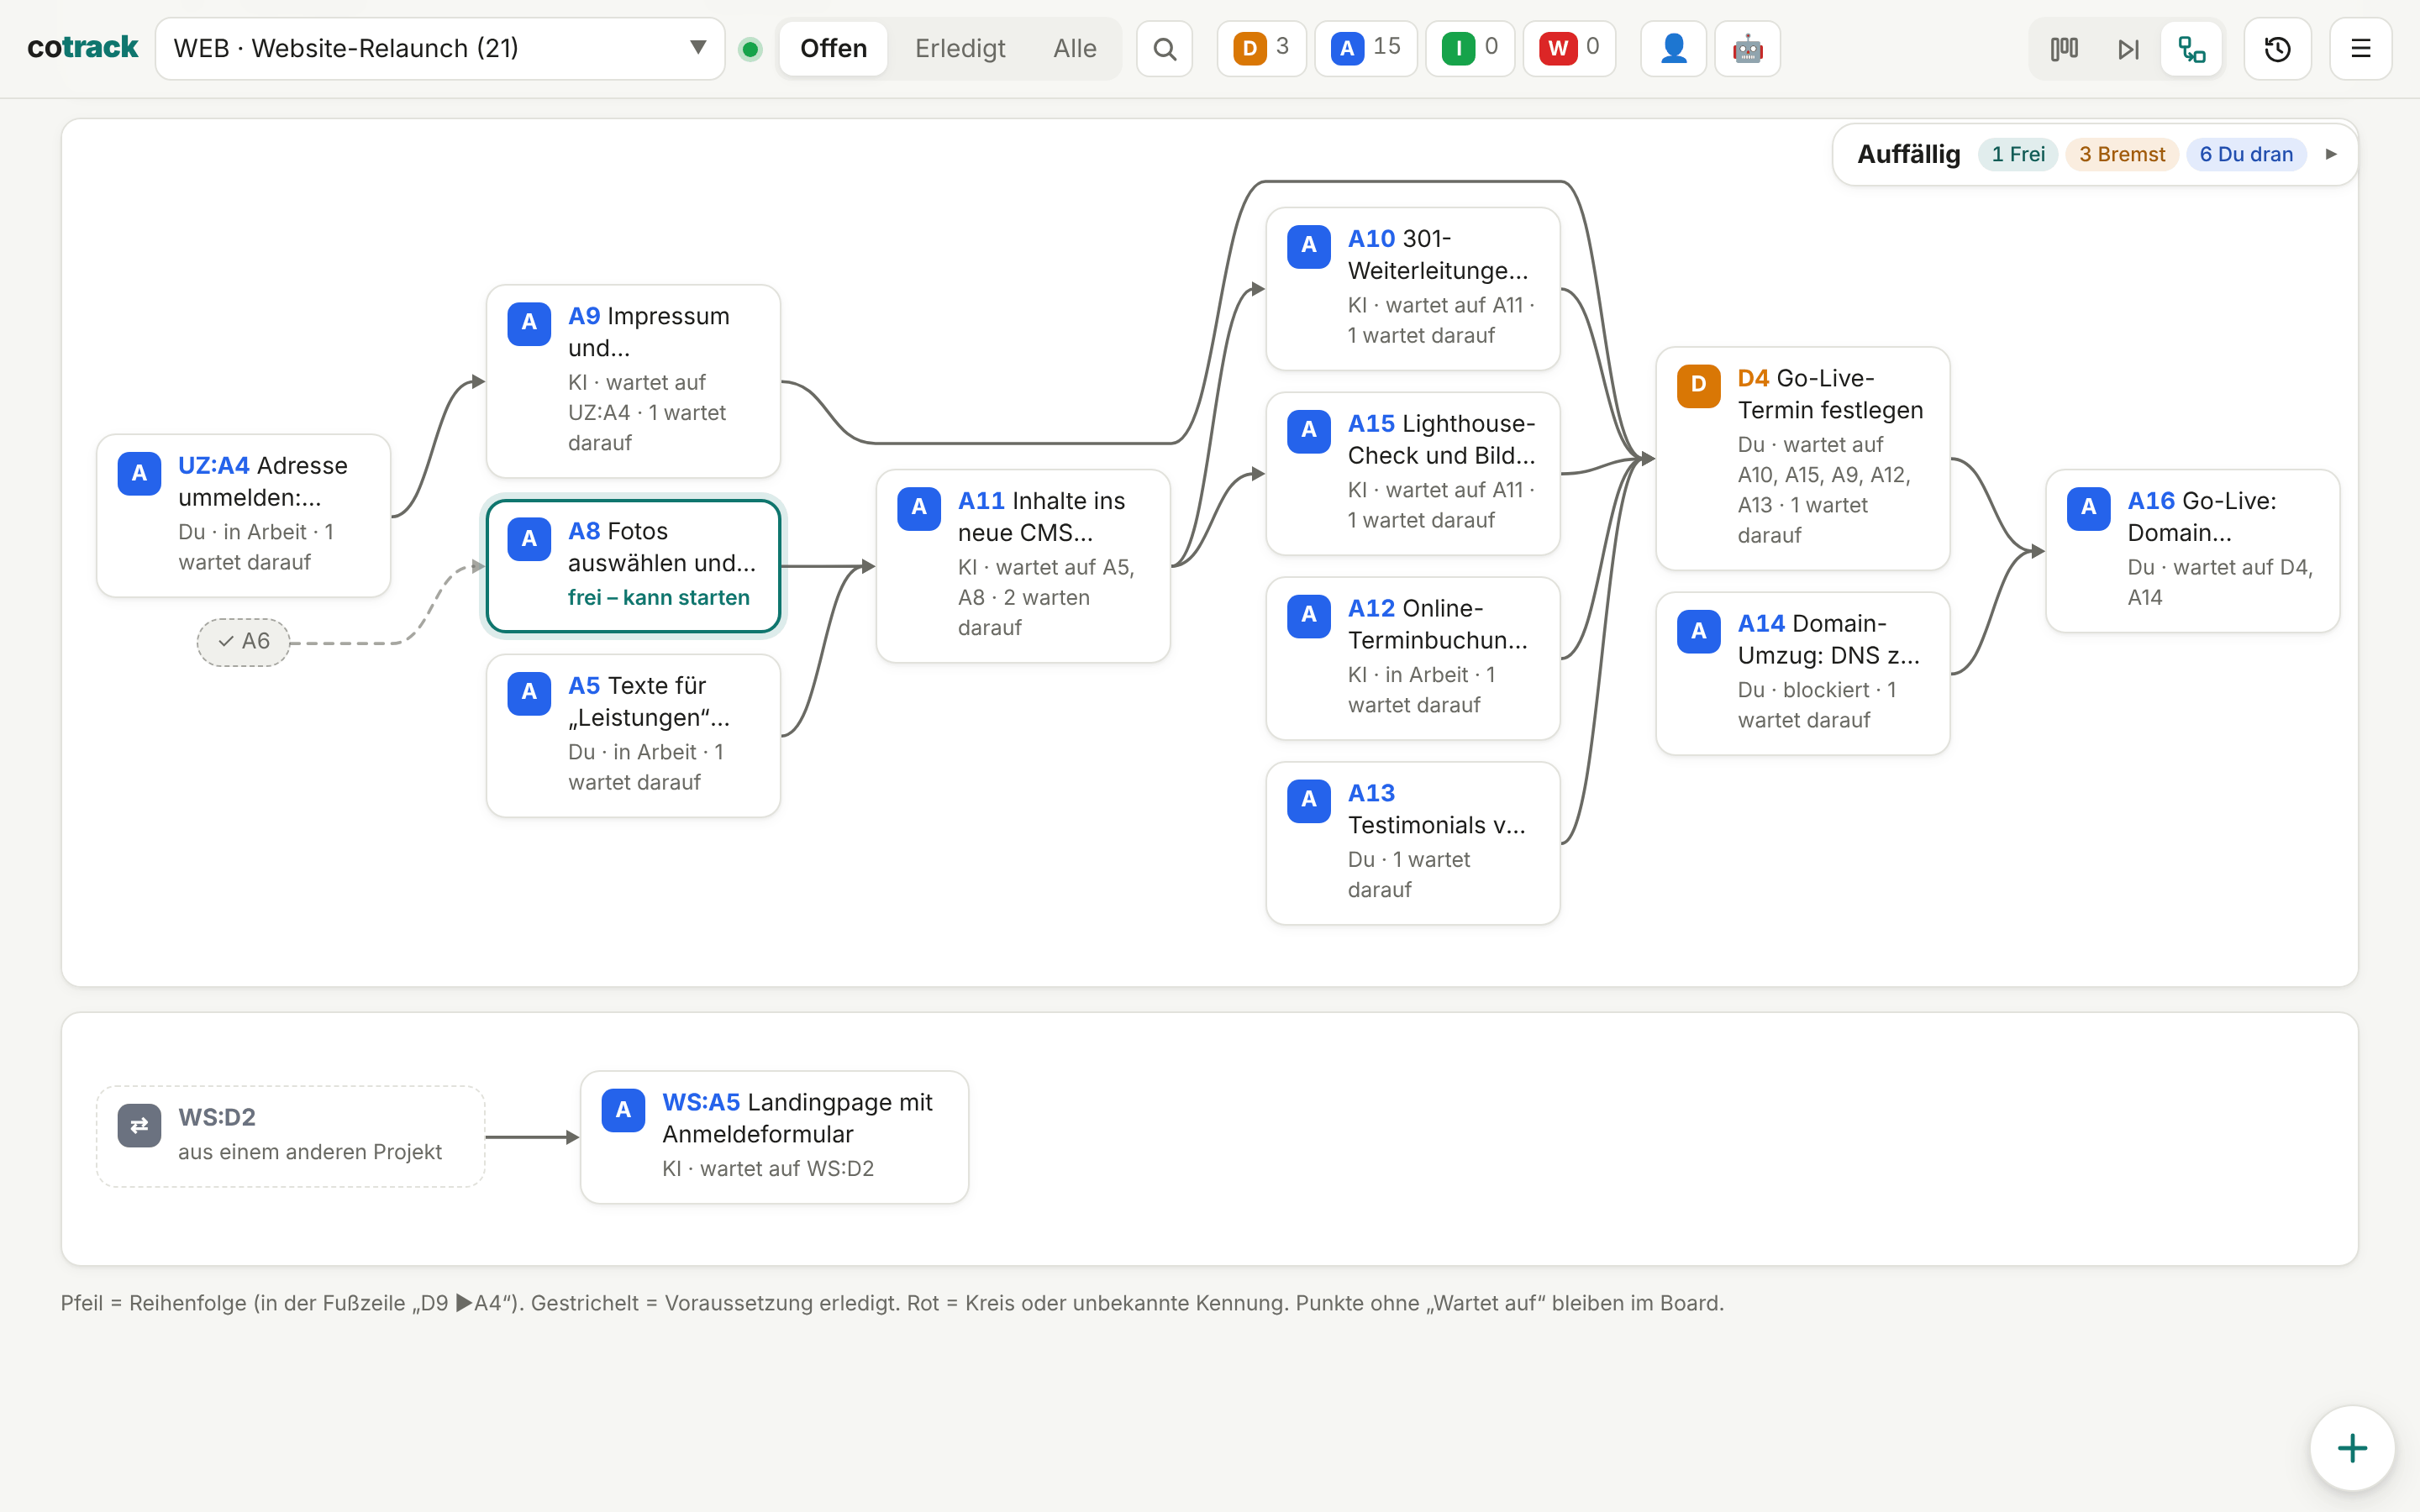 cotrack
WEB · Website-Relaunch (21)
Offen
Erledigt
Alle
D 3
A 15
I 0
W 0
Auffällig
1 Frei
3 Bremst
6 Du dran
A
UZ:A4 Adresse
ummelden:...
Du · in Arbeit · 1
wartet darauf
✓ A6
A
A9 Impressum
und...
KI · wartet auf
UZ:A4 · 1 wartet
darauf
A
A8 Fotos
auswählen und...
frei – kann starten
A
A5 Texte für
„Leistungen“...
Du · in Arbeit · 1
wartet darauf
A
A11 Inhalte ins
neue CMS...
KI · wartet auf A5,
A8 · 2 warten
darauf
A
A10 301-
Weiterleitunge...
KI · wartet auf A11 ·
1 wartet darauf
A
A15 Lighthouse-
Check und Bild...
KI · wartet auf A11 ·
1 wartet darauf
A
A12 Online-
Terminbuchun...
KI · in Arbeit · 1
wartet darauf
A
A13
Testimonials v...
Du · 1 wartet
darauf
D
D4 Go-Live-
Termin festlegen
Du · wartet auf
A10, A15, A9, A12,
A13 · 1 wartet
darauf
A
A14 Domain-
Umzug: DNS z...
Du · blockiert · 1
wartet darauf
A
A16 Go-Live:
Domain...
Du · wartet auf D4,
A14
WS:D2
aus einem anderen Projekt
A
WS:A5 Landingpage mit
Anmeldeformular
KI · wartet auf WS:D2
Pfeil = Reihenfolge (in der Fußzeile „D9 ▶A4“). Gestrichelt = Voraussetzung erledigt. Rot = Kreis oder unbekannte Kennung. Punkte ohne „Wartet auf“ bleiben im Board.